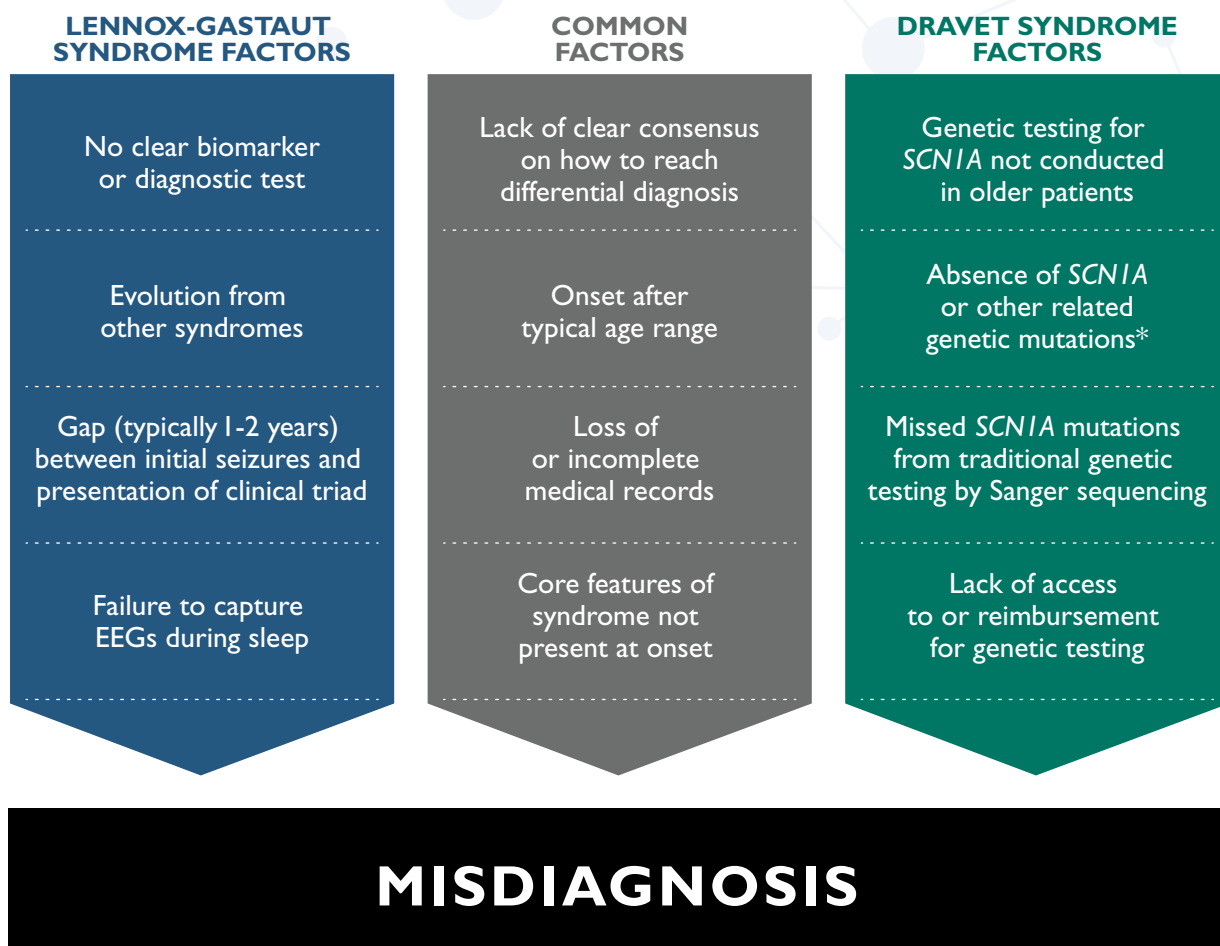 LENNOX-GASTAUT
SYNDROME FACTORS
No clear biomarker
or diagnostic test
Evolution from
other syndromes
Gap (typically 1-2 years)
between initial seizures and
presentation of clinical triad
Failure to capture
EEGs during sleep
COMMON
FACTORS
Lack of clear consensus
on how to reach
differential diagnosis
Onset after
typical age range
Loss of
or incomplete
medical records
Core features of
syndrome not
present at onset
DRAVET SYNDROME
FACTORS
Genetic testing for
SCN1A not conducted
in older patients
Absence of SCN1A
or other related
genetic mutations*
Missed SCN1A mutations
from traditional genetic
testing by Sanger sequencing
Lack of access
to or reimbursement
for genetic testing
MISDIAGNOSIS